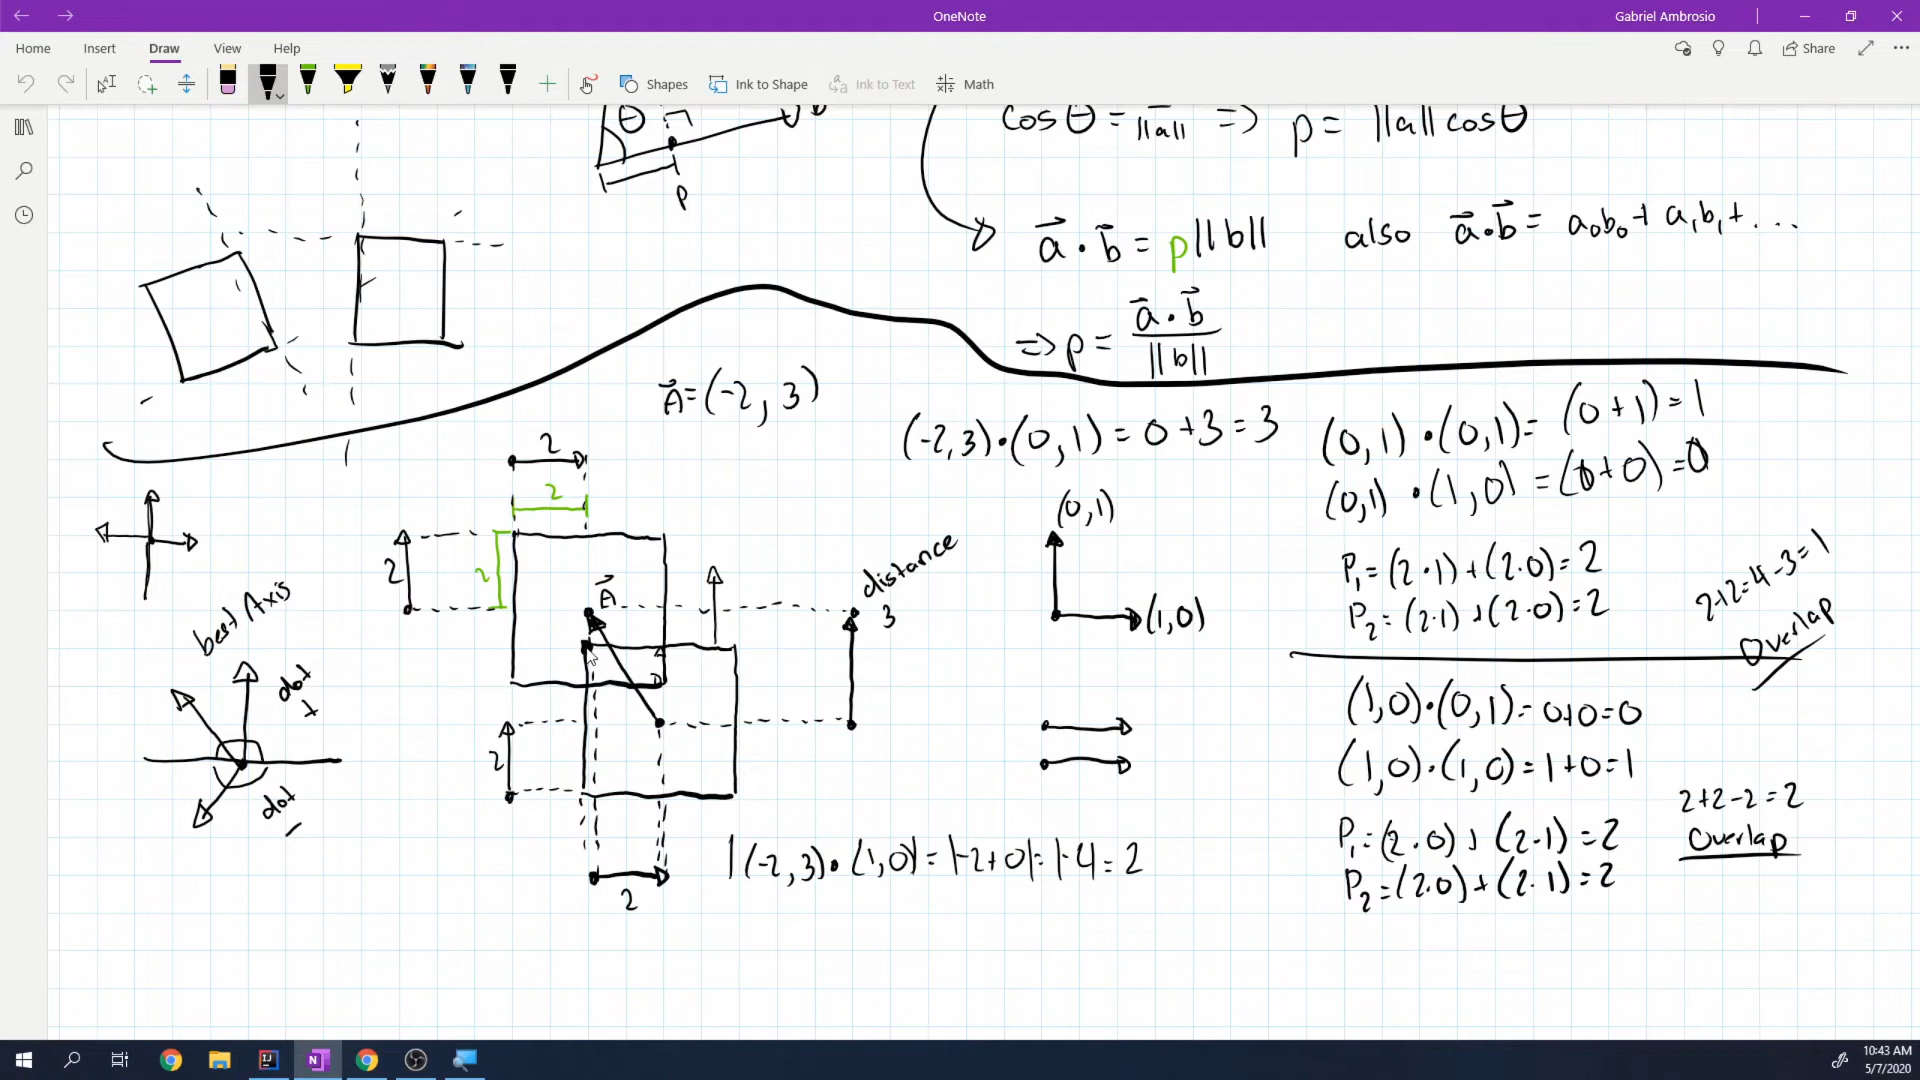 OneNote
Gabriel Ambrosio
Home Insert Draw View Help
Share
Shapes
Ink to Shape
Ink to Text
Math
θ
p
cos θ = ‖a‖ => p = ‖a‖ cos θ
a⃗ · b⃗ = p‖b‖ also a⃗ · b⃗ = a₀b₀ + a₁b₁ + ...
=> p = a⃗ · b⃗ / ‖b‖
A⃗ = (-2, 3)
(-2, 3) · (0, 1) = 0 + 3 = 3
(0, 1) · (0, 1) = (0 + 1) = 1
(0, 1) · (1, 0) = (0 + 0) = 0
2
2
2
2
A⃗
distance
3
(0, 1)
(1, 0)
P₁ = (2·1) + (2·0) = 2
P₂ = (2·1) + (2·0) = 2
2+2=4-3=1
Overlap
best Axis
dot
+
dot
-
2
(1, 0) · (0, 1) = 0+0=0
(1, 0) · (1, 0) = 1+0=1
P₁ = (2·0) + (2·1) = 2
P₂ = (2·0) + (2·1) = 2
2+2-2=2
Overlap
|(-2, 3) · (1, 0)| = |-2+0| = = 2
2
10:43 AM
5/7/2020